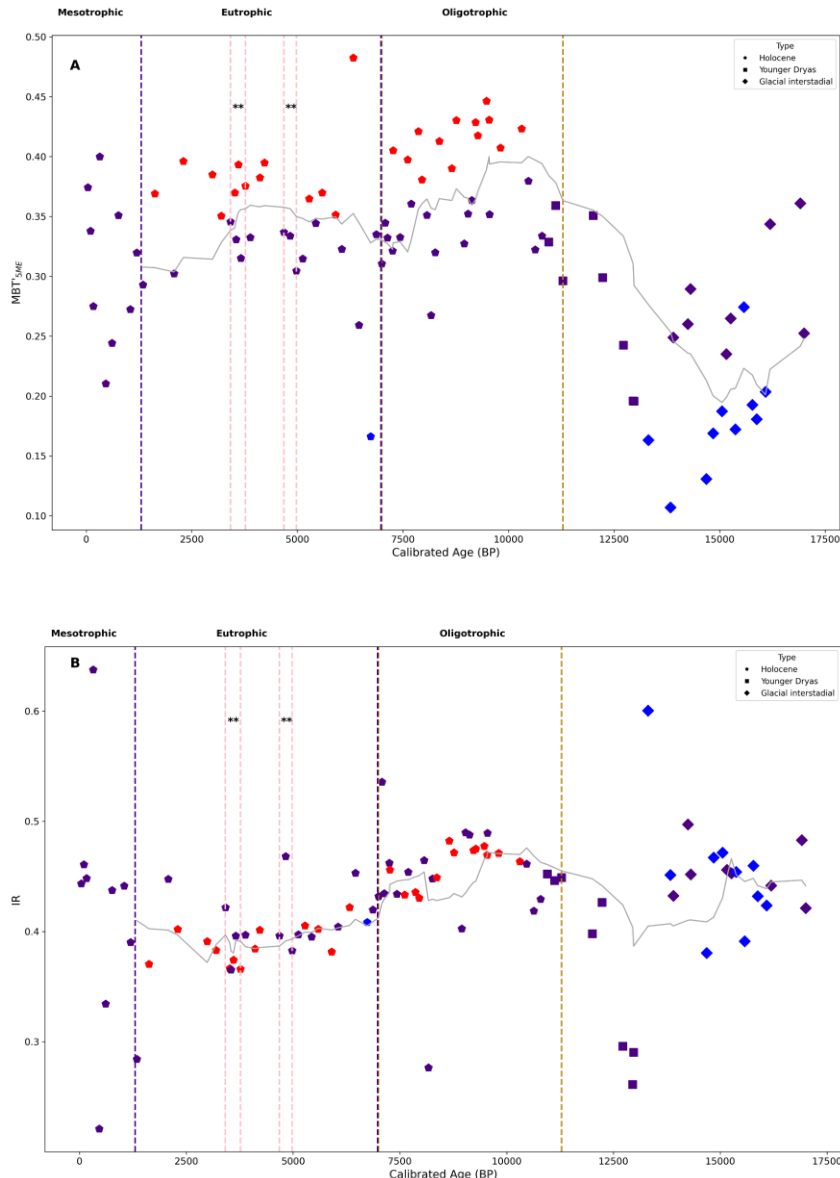 Mesotrophic Eutrophic Oligotrophic
0.50
A
Type
Holocene
Younger Dryas
Glacial interstadial
0.45
** **
0.40
0.35
MBT'5ME
0.30
0.25
0.20
0.15
0.10
0 2500 5000 7500 10000 12500 15000 17500
Calibrated Age (BP)
Mesotrophic Eutrophic Oligotrophic
B
Type
Holocene
Younger Dryas
Glacial interstadial
0.6
** **
0.5
IR
0.4
0.3
0 2500 5000 7500 10000 12500 15000 17500
Calibrated Age (BP)